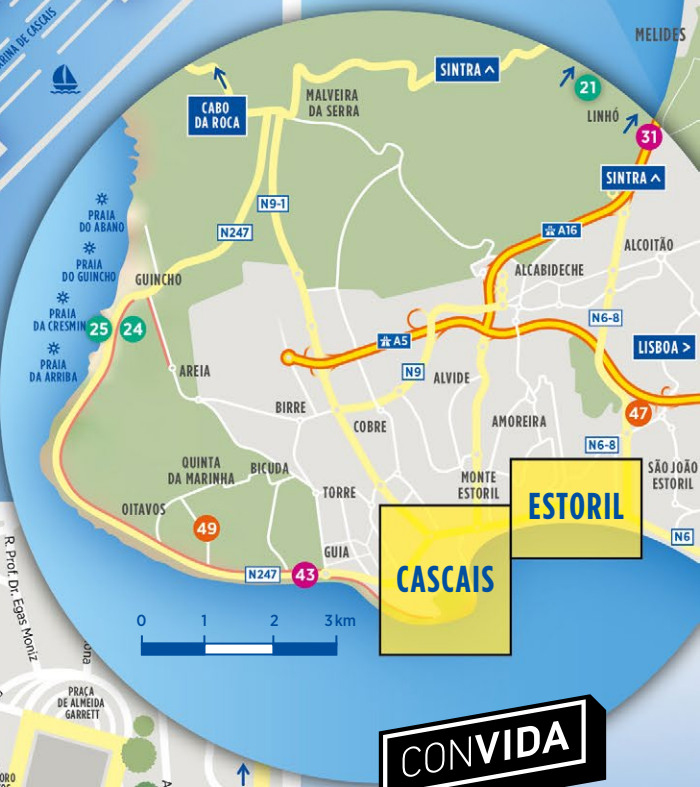 MARINA DE CASCAIS
MELIDES
SINTRA ^
21
CABO
DA ROCA
MALVEIRA
DA SERRA
LINHÓ
31
SINTRA ^
N9-1
PRAIA
DO ABANO
N247
A16
ALCOITÃO
PRAIA
DO GUINCHO
GUINCHO
ALCABIDECHE
PRAIA
DA CRESMIN
25
24
N6-8
A5
LISBOA >
PRAIA
DA ARRIBA
AREIA
N9
ALVIDE
BIRRE
COBRE
AMOREIRA
47
N6-8
QUINTA
DA MARINHA
BICUDA
MONTE
ESTORIL
SÃO JOÃO
ESTORIL
TORRE
ESTORIL
OITAVOS
49
GUIA
N6
N247
43
CASCAIS
0 1 2 3 km
R. Prof. Dr. Egas Moniz
ona
PRAÇA
DE ALMEIDA
GARRETT
CONVIDA